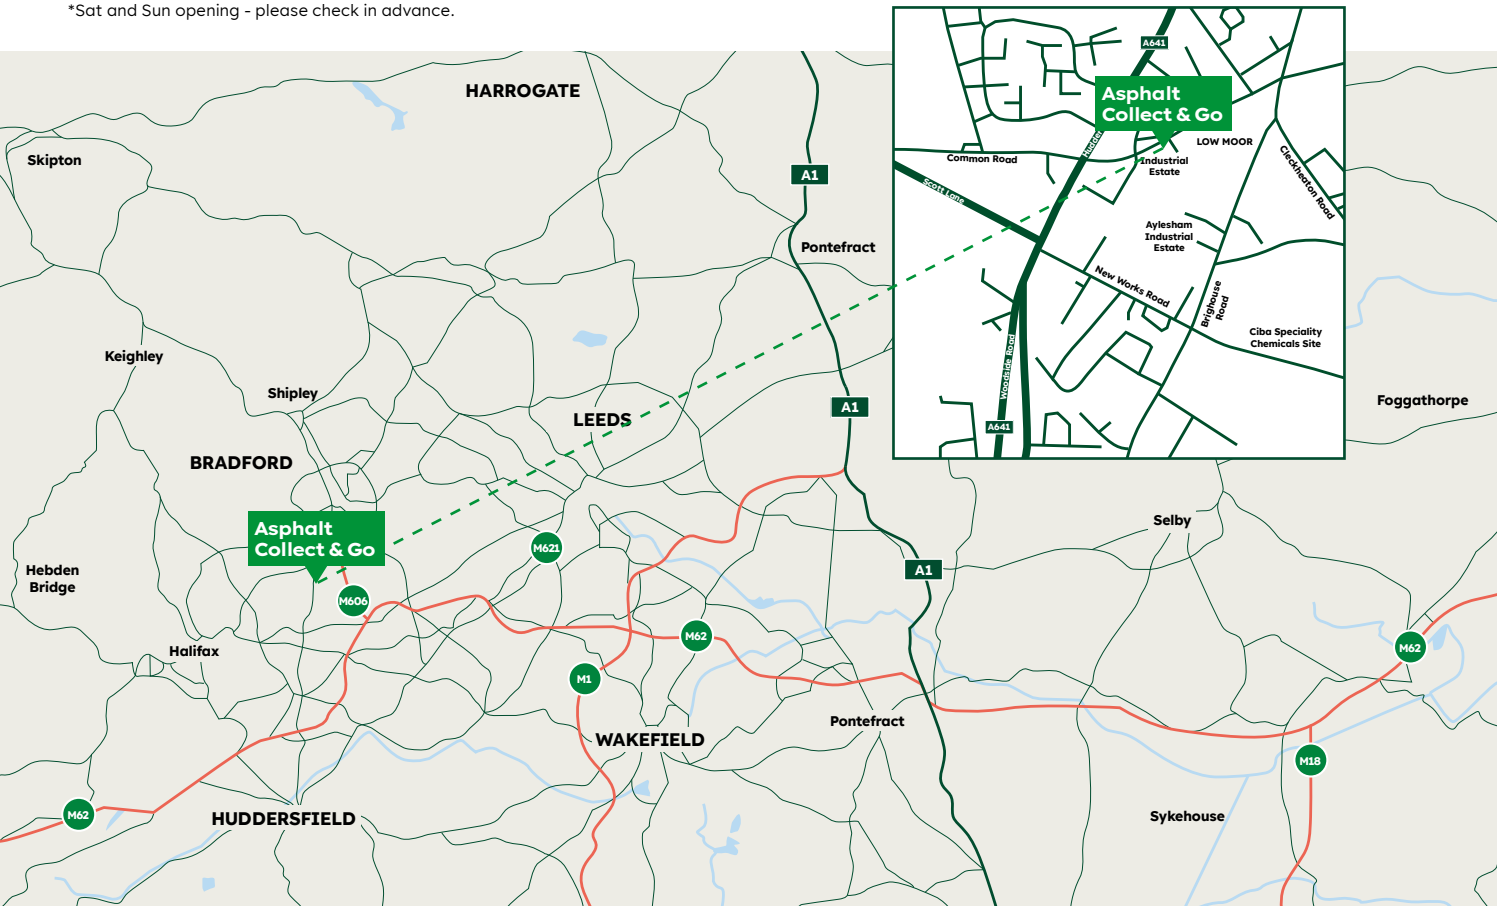 *Sat and Sun opening - please check in advance.
HARROGATE
Skipton
A1
Pontefract
Keighley
Shipley
LEEDS
A1
BRADFORD
Asphalt
Collect & Go
M621
A1
Hebden
Bridge
M606
M62
Halifax
M1
WAKEFIELD
Pontefract
M62
HUDDERSFIELD
Foggathorpe
Selby
M62
M18
Sykehouse
A641
Asphalt
Collect & Go
Common Road
LOW MOOR
Industrial
Estate
Cleckheaton Road
Scott Lane
Aylesham
Industrial
Estate
New Works Road
Brighouse
Road
Ciba Speciality
Chemicals Site
Woodside Road
A641